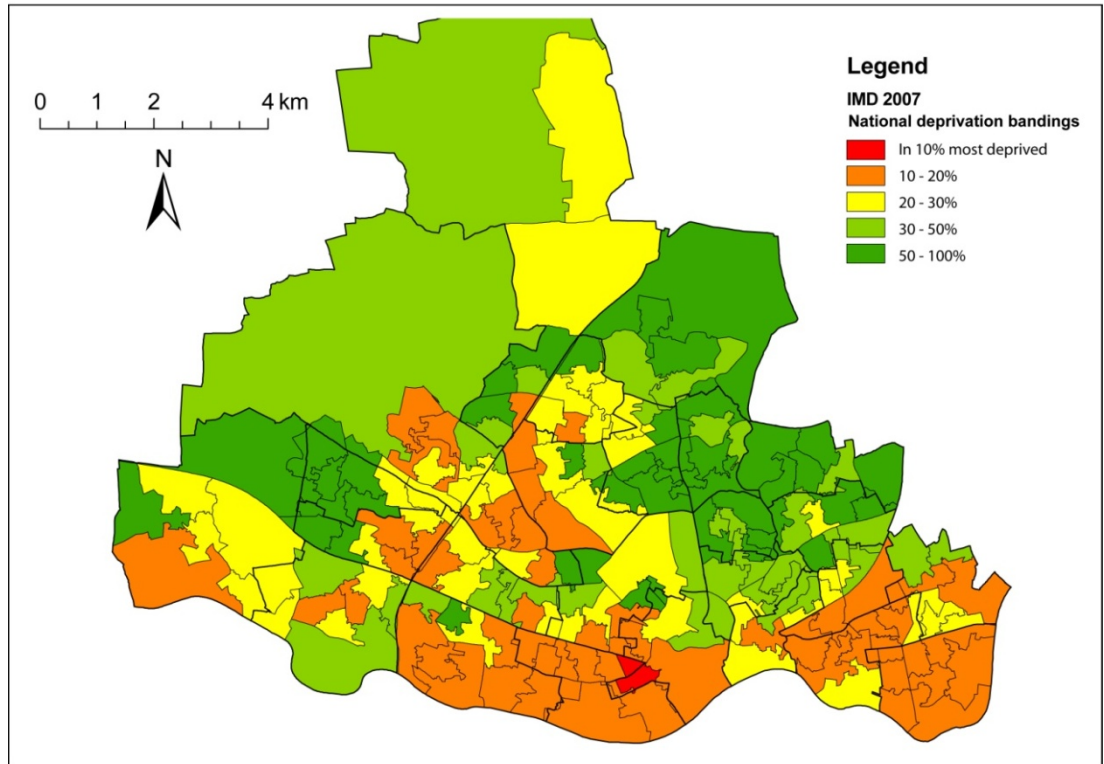 0 1 2 4 km
N
Legend
IMD 2007
National deprivation bandings
In 10% most deprived
10 - 20%
20 - 30%
30 - 50%
50 - 100%